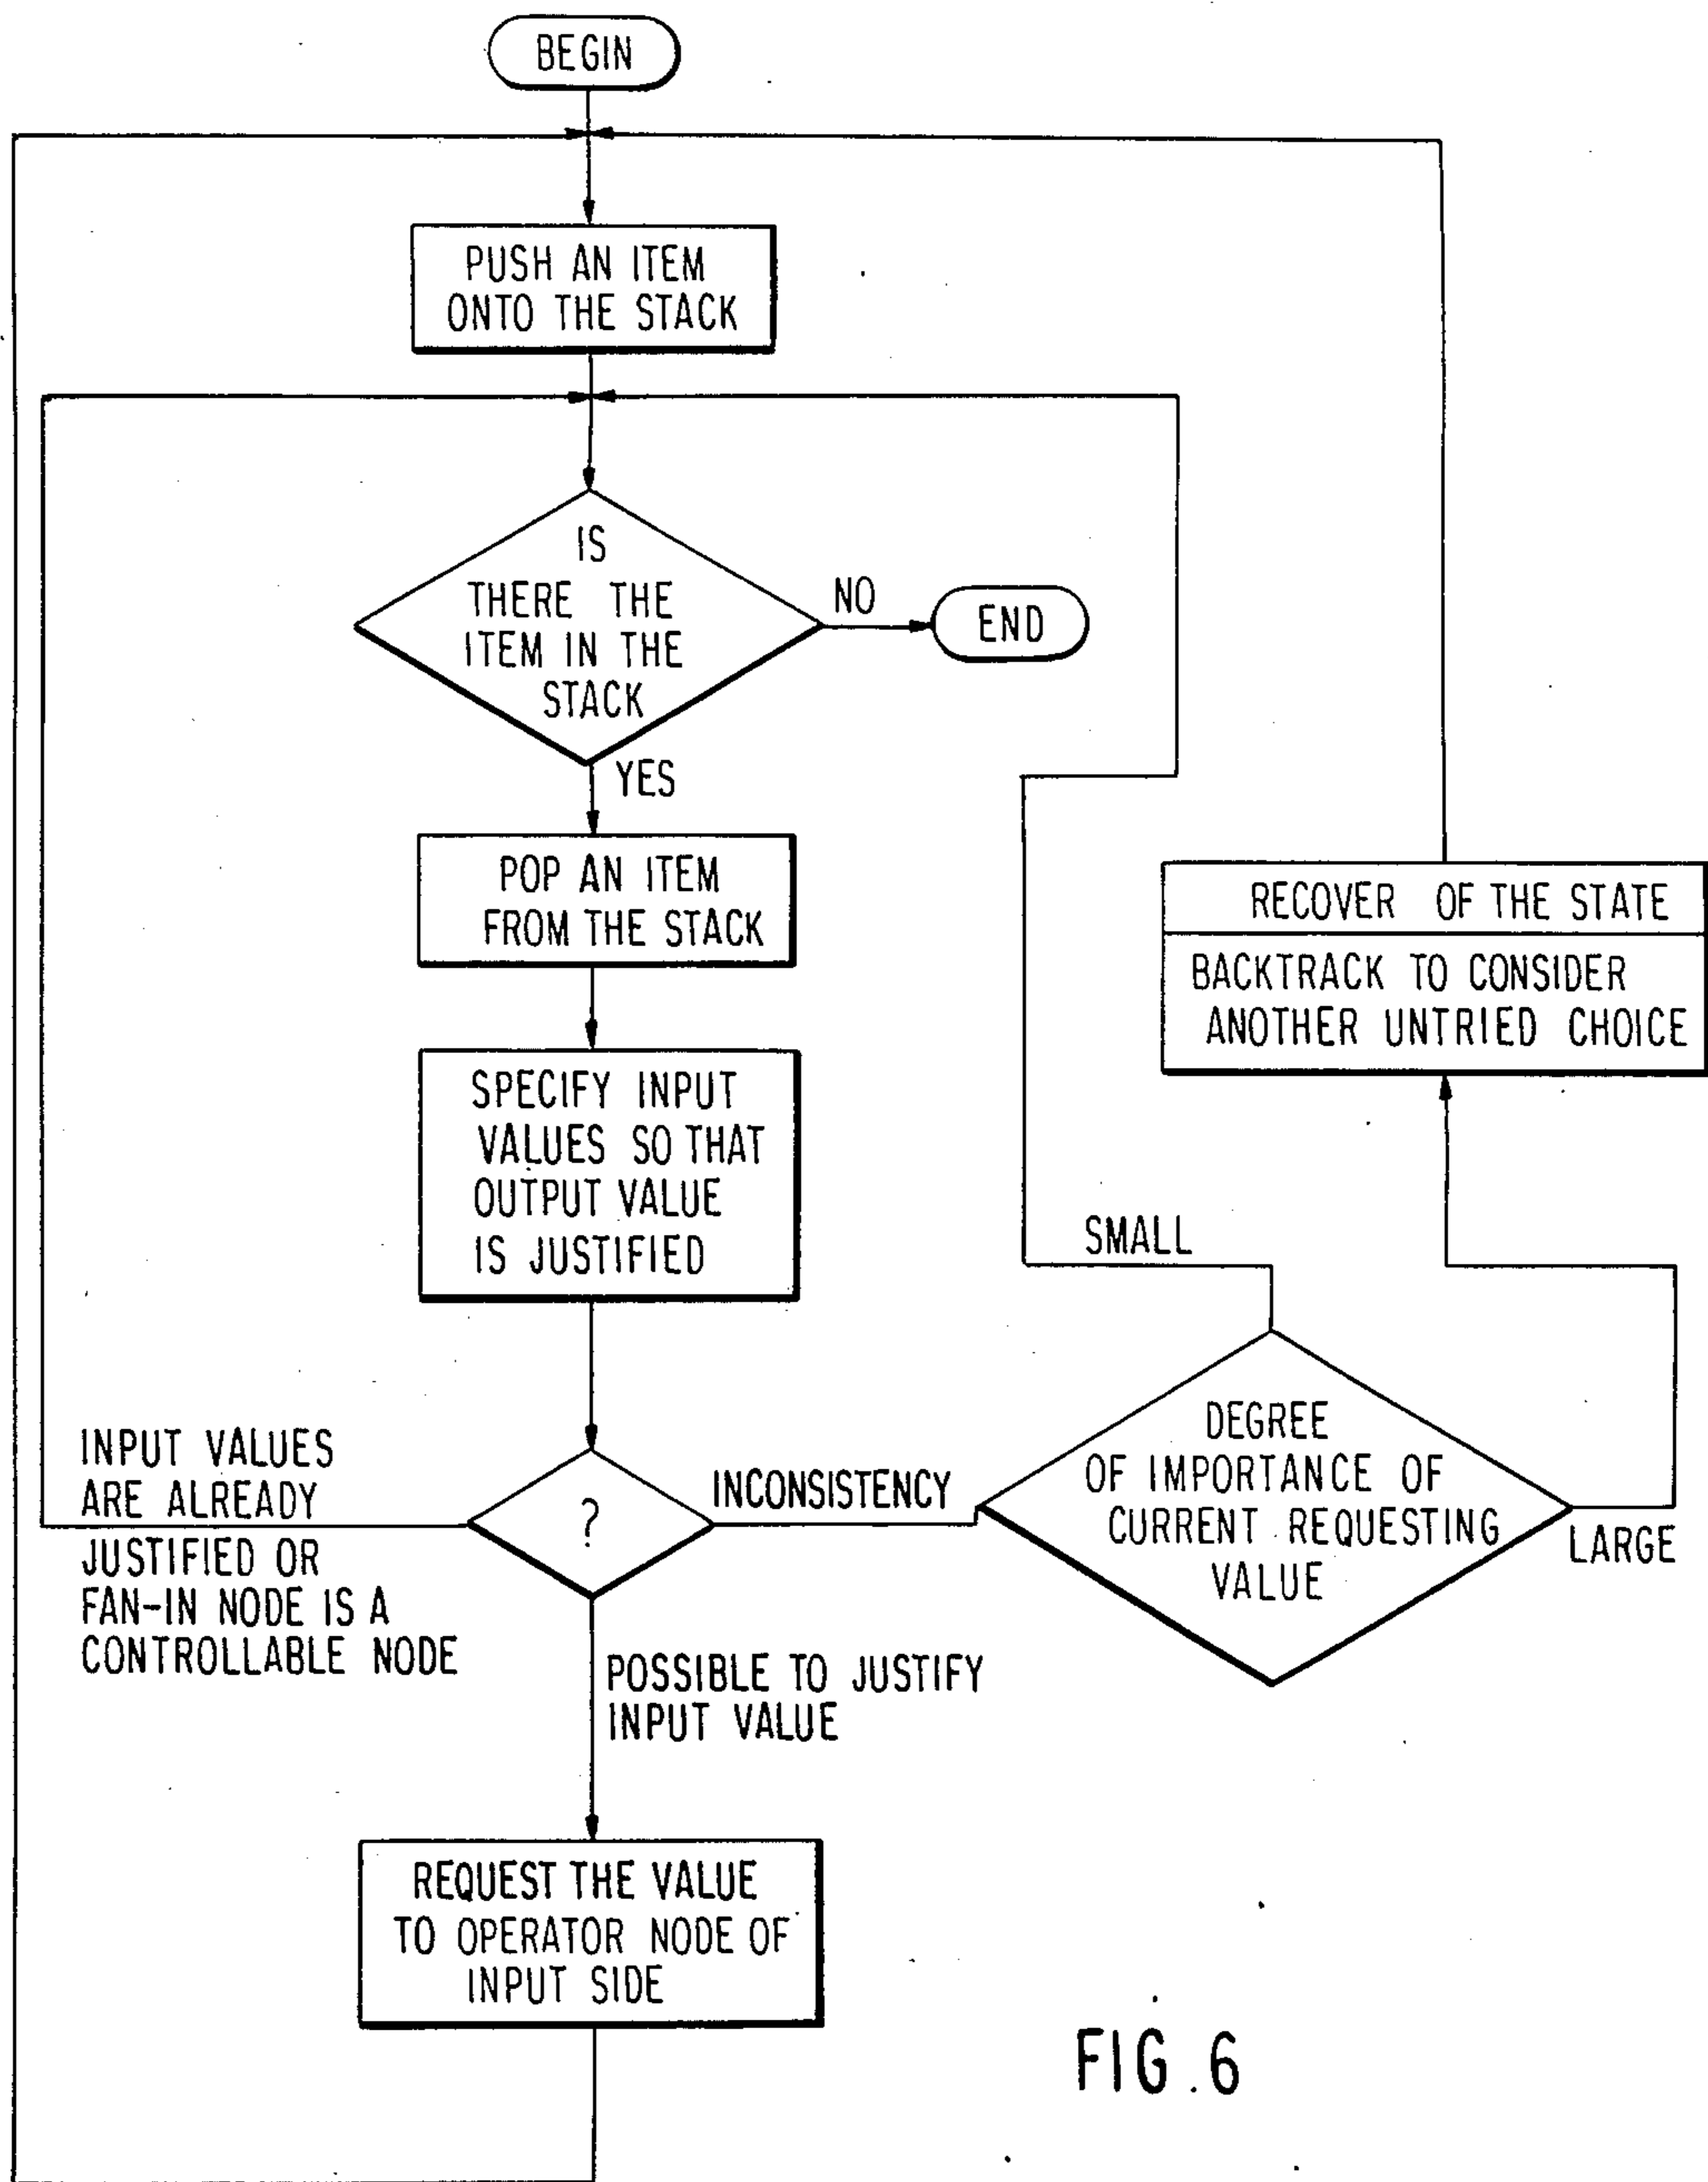 BEGIN
PUSH AN ITEM
ONTO THE STACK
IS
THERE THE
ITEM IN THE
STACK
NO
END
YES
POP AN ITEM
FROM THE STACK
RECOVER OF THE STATE
BACKTRACK TO CONSIDER
ANOTHER UNTRIED CHOICE
SPECIFY INPUT
VALUES SO THAT
OUTPUT VALUE
IS JUSTIFIED
SMALL
DEGREE
OF IMPORTANCE OF
CURRENT REQUESTING
VALUE
LARGE
INCONSISTENCY
?
INPUT VALUES
ARE ALREADY
JUSTIFIED OR
FAN-IN NODE IS A
CONTROLLABLE NODE
POSSIBLE TO JUSTIFY
INPUT VALUE
REQUEST THE VALUE
TO OPERATOR NODE OF
INPUT SIDE
FIG.6